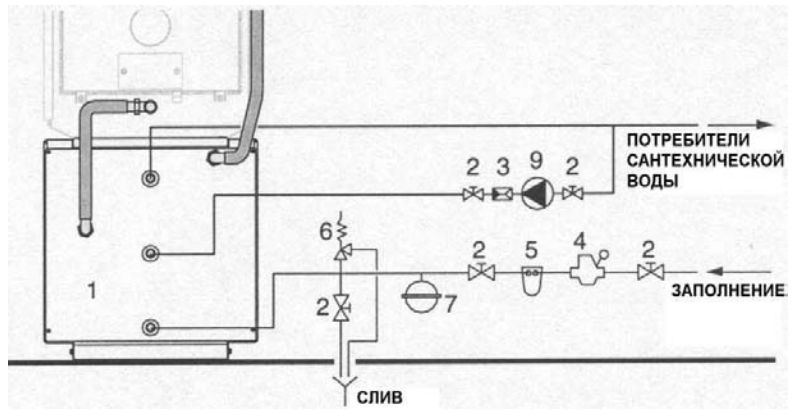 2 3 9 2
ПОТРЕБИТЕЛИ
САНТЕХНИЧЕСКОЙ
ВОДЫ
6
2 5 4 2
1
2
7
ЗАПОЛНЕНИЕ
СЛИВ